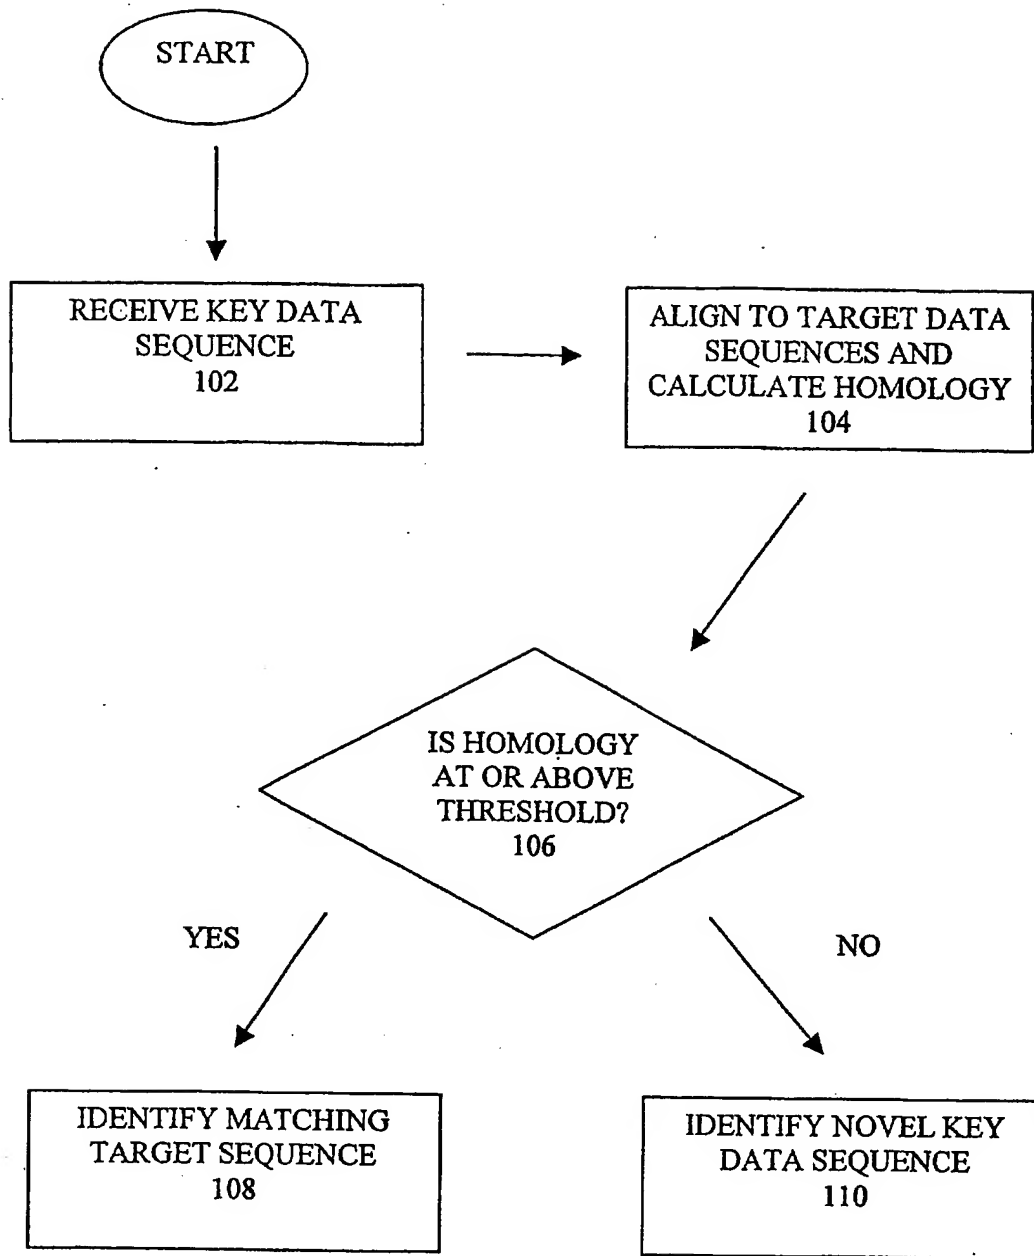 START
RECEIVE KEY DATA
SEQUENCE
102
ALIGN TO TARGET DATA
SEQUENCES AND
CALCULATE HOMOLOGY
104
IS HOMOLOGY
AT OR ABOVE
THRESHOLD?
106
YES
NO
IDENTIFY MATCHING
TARGET SEQUENCE
108
IDENTIFY NOVEL KEY
DATA SEQUENCE
110